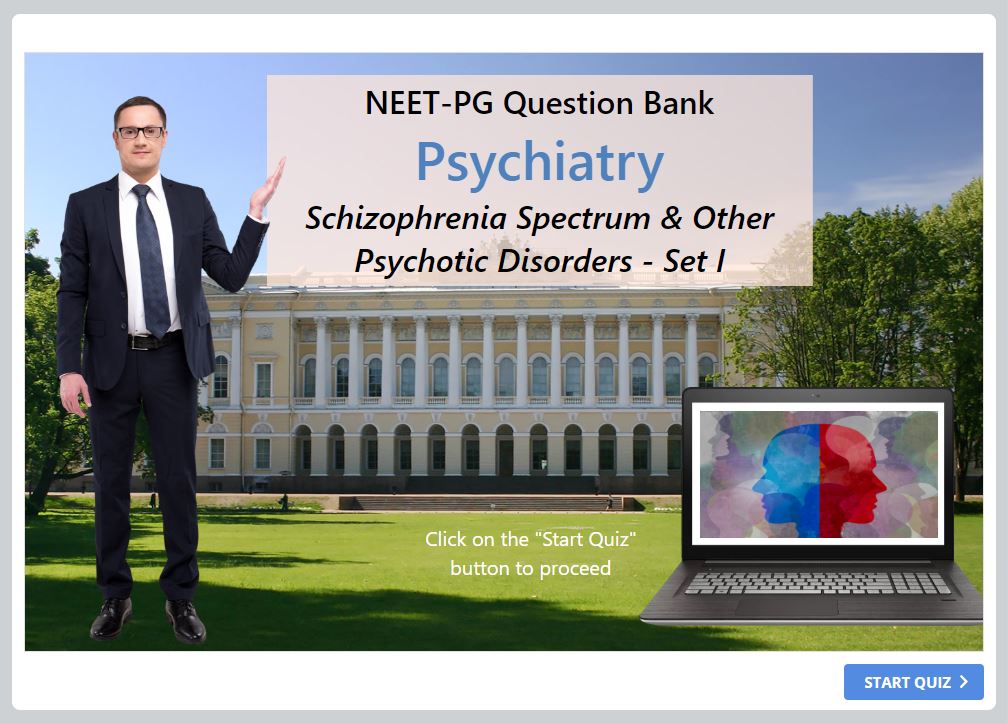 NEET-PG Question Bank
Psychiatry
Schizophrenia Spectrum & Other
Psychotic Disorders - Set I
Click on the "Start Quiz"
button to proceed
START QUIZ